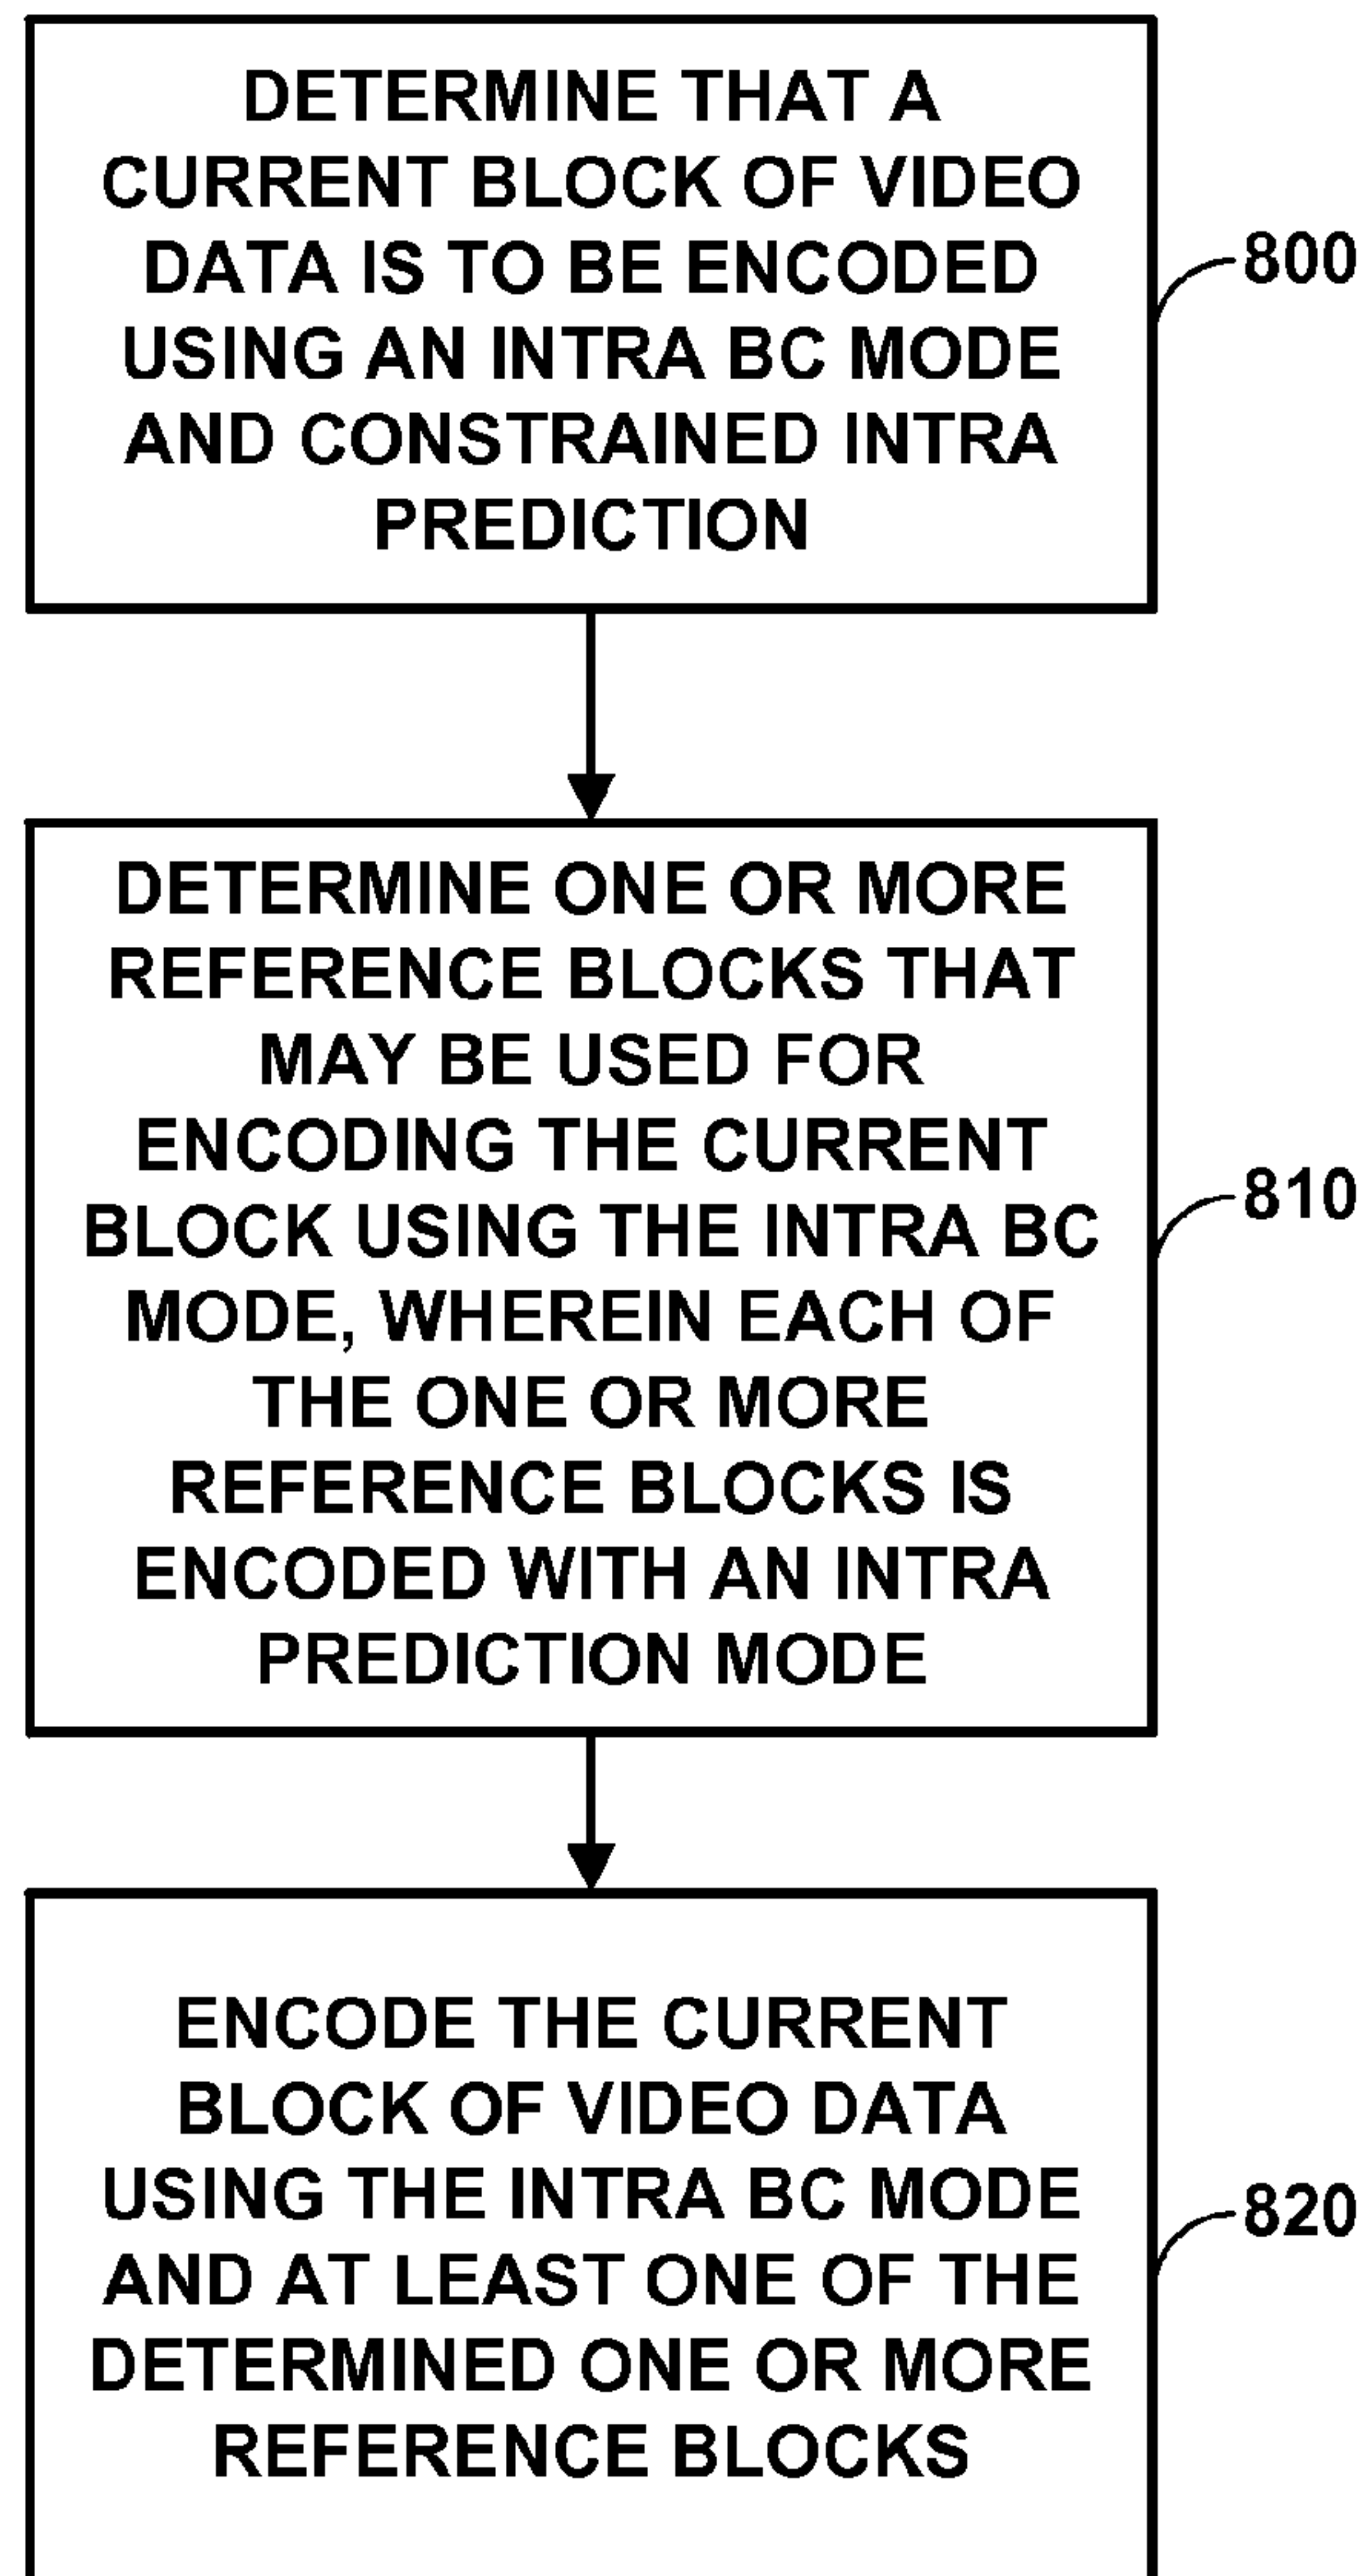 DETERMINE THAT A
CURRENT BLOCK OF VIDEO
DATA IS TO BE ENCODED
USING AN INTRA BC MODE
AND CONSTRAINED INTRA
PREDICTION
800
DETERMINE ONE OR MORE
REFERENCE BLOCKS THAT
MAY BE USED FOR
ENCODING THE CURRENT
BLOCK USING THE INTRA BC
MODE, WHEREIN EACH OF
THE ONE OR MORE
REFERENCE BLOCKS IS
ENCODED WITH AN INTRA
PREDICTION MODE
810
ENCODE THE CURRENT
BLOCK OF VIDEO DATA
USING THE INTRA BC MODE
AND AT LEAST ONE OF THE
DETERMINED ONE OR MORE
REFERENCE BLOCKS
820